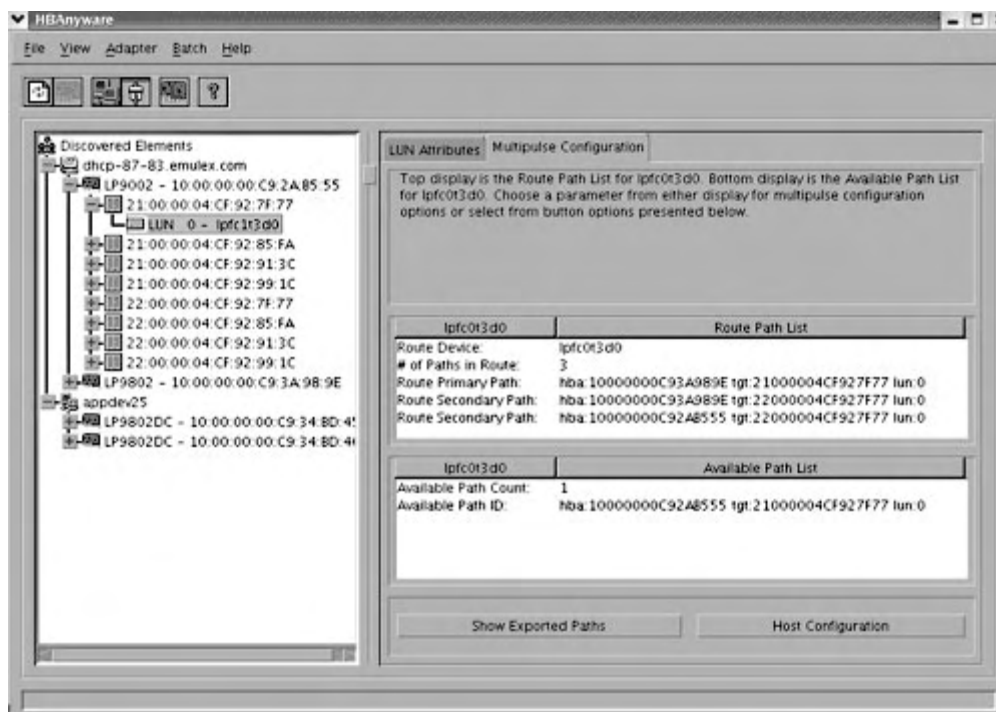 HBAnyware
File View Adapter Batch Help
?
Discovered Elements
dhcp-87-83.emulex.com
LP9002 - 10:00:00:00:C9:2A:85:55
21:00:00:04:CF:92:7F:77
LUN 0 - lpfc1t3d0
21:00:00:04:CF:92:85:FA
21:00:00:04:CF:92:91:3C
21:00:00:04:CF:92:99:1C
22:00:00:04:CF:92:7F:77
22:00:00:04:CF:92:85:FA
22:00:00:04:CF:92:91:3C
22:00:00:04:CF:92:99:1C
LP9802 - 10:00:00:00:C9:3A:98:9E
appdev25
LP9802DC - 10:00:00:00:C9:34:BD:4
LP9802DC - 10:00:00:00:C9:34:BD:4
LUN Attributes Multipulse Configuration
Top display is the Route Path List for lpfc0t3d0. Bottom display is the Available Path List
for lpfc0t3d0. Choose a parameter from either display for multipulse configuration
options or select from button options presented below.
lpfc0t3d0 Route Path List
Route Device: lpfc0t3d0
# of Paths in Route: 3
Route Primary Path: hba:10000000C93A989E tgt:21000004CF927F77 lun:0
Route Secondary Path: hba:10000000C93A989E tgt:22000004CF927F77 lun:0
Route Secondary Path: hba:10000000C92A8555 tgt:22000004CF927F77 lun:0
lpfc0t3d0 Available Path List
Available Path Count: 1
Available Path ID: hba:10000000C92A8555 tgt:21000004CF927F77 lun:0
Show Exported Paths Host Configuration